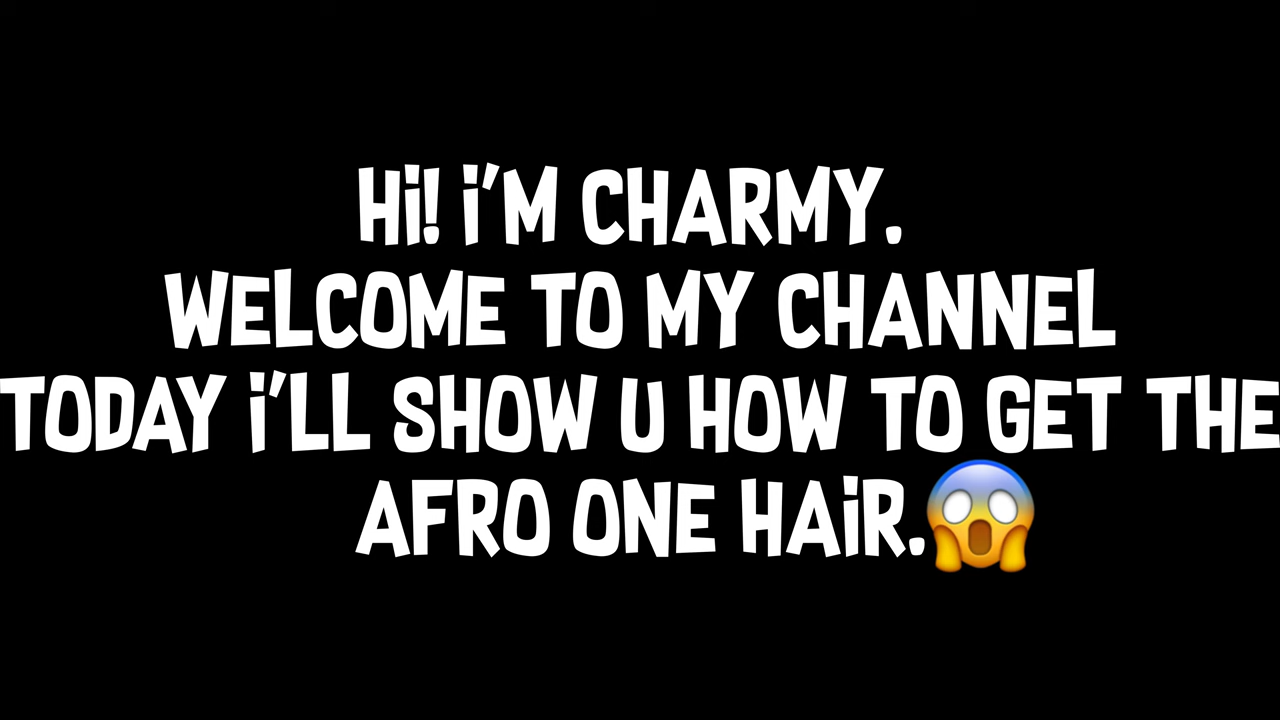 Hi! i'M CHARMY.
WELCOME TO MY CHANNEL
TODAY i'LL SHOW U HOW TO GET THE
AFRO ONE HAiR.😱